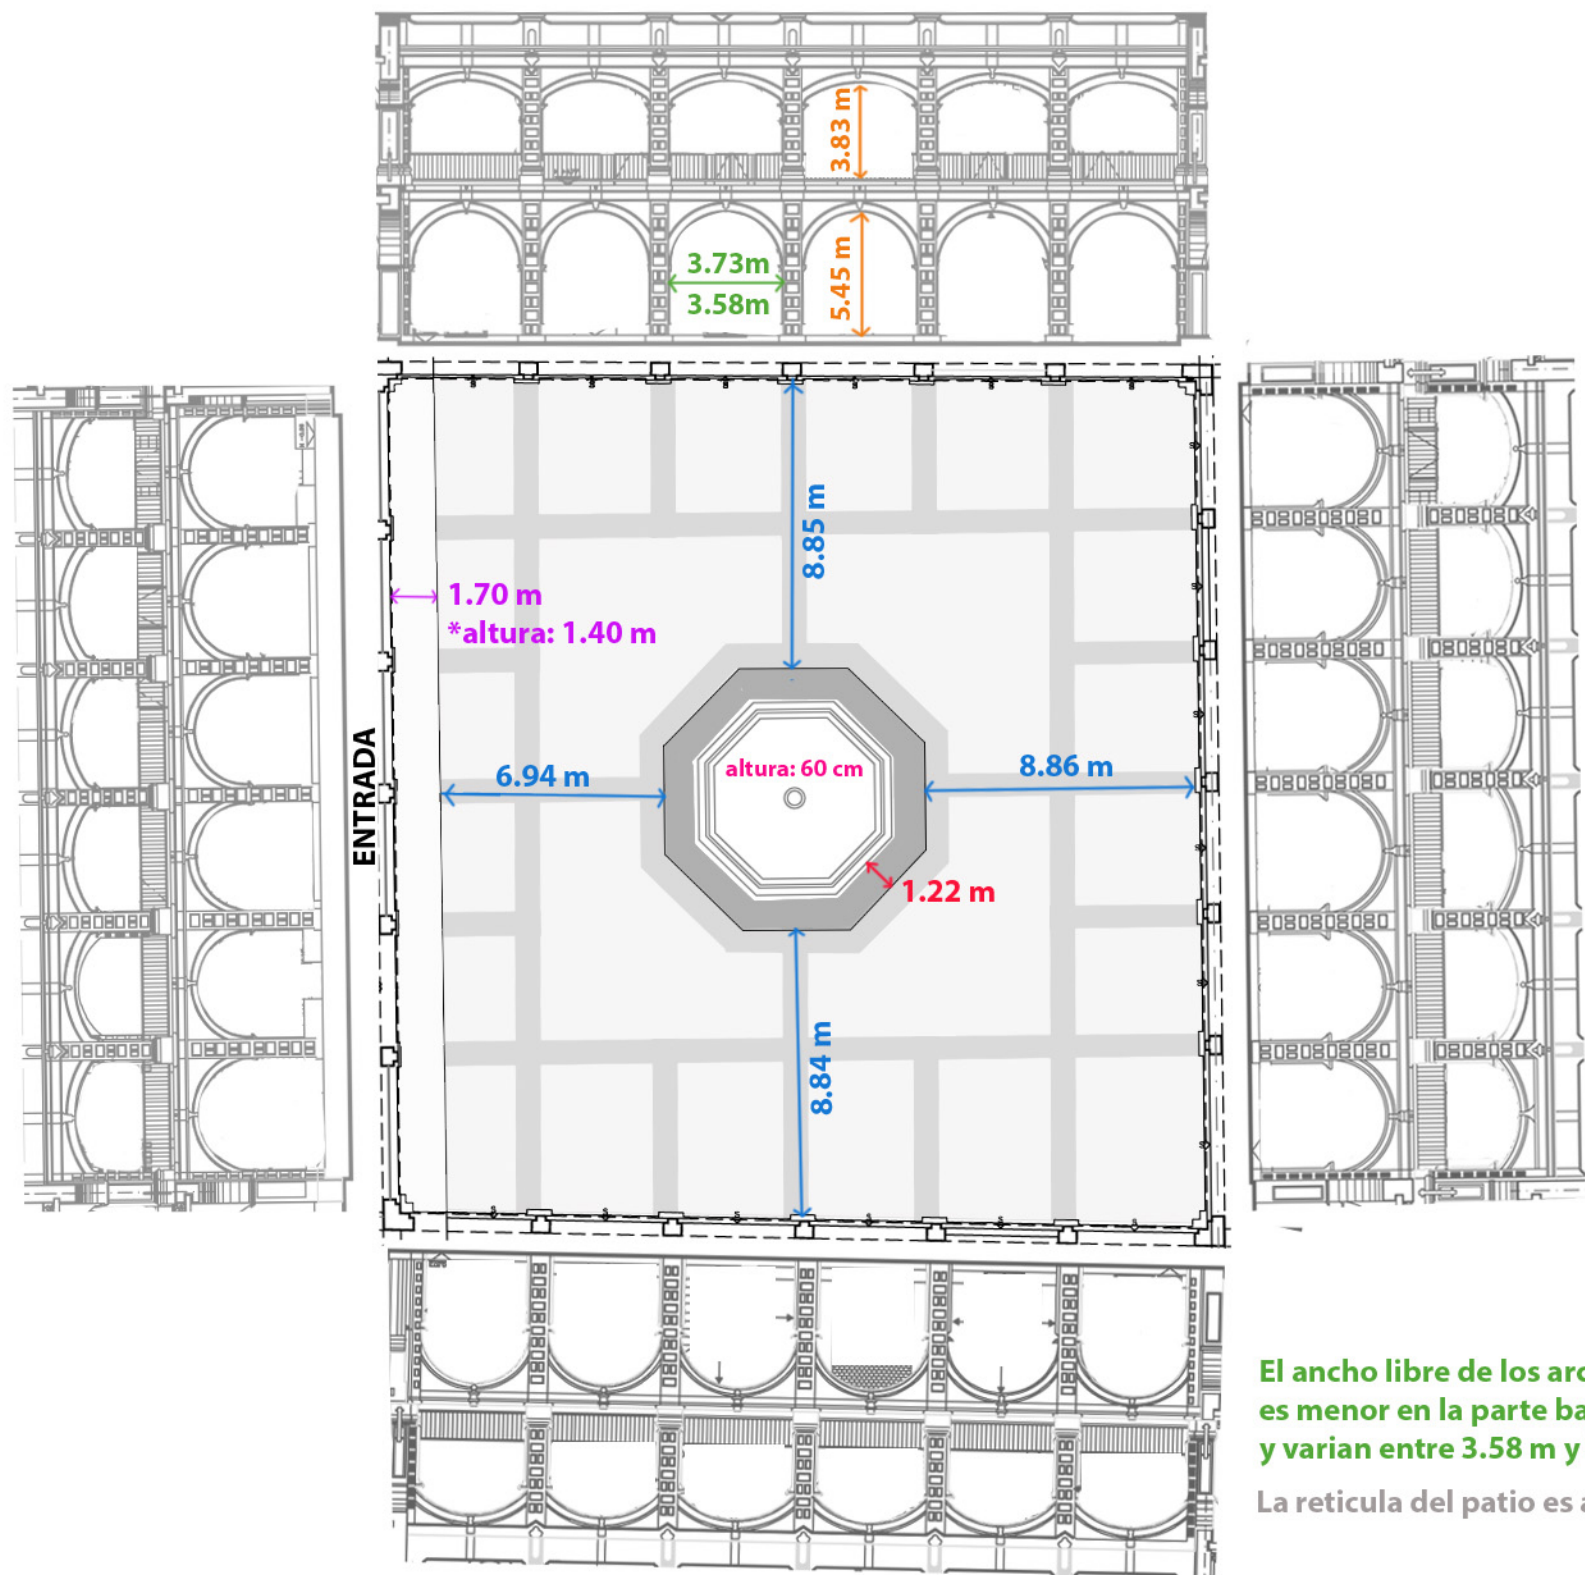 3.83 m
3.73m
3.58m
5.45 m
8.85 m
1.70 m
*altura: 1.40 m
ENTRADA
6.94 m
altura: 60 cm
8.86 m
1.22 m
8.84 m
El ancho libre de los arc
es menor en la parte ba
y varian entre 3.58 m y
La reticula del patio es a